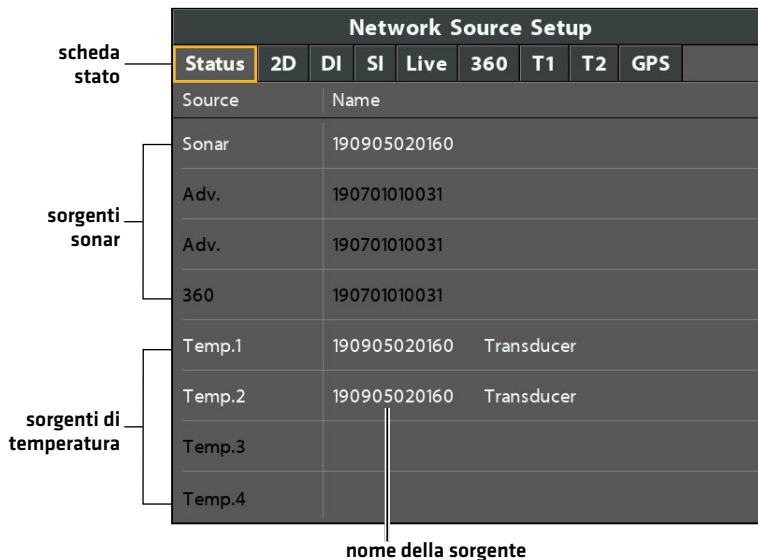 Network Source Setup
scheda
stato
Status 2D DI SI Live 360 T1 T2 GPS
Source Name
Sonar 190905020160
Adv. 190701010031
sorgenti
sonar
Adv. 190701010031
360 190701010031
Temp.1 190905020160 Transducer
Temp.2 190905020160 Transducer
sorgenti di
temperatura
Temp.3
Temp.4
nome della sorgente